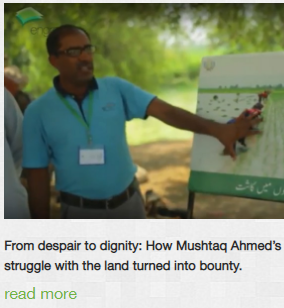 From despair to dignity: How Mushtaq Ahmed's
struggle with the land turned into bounty.
read more